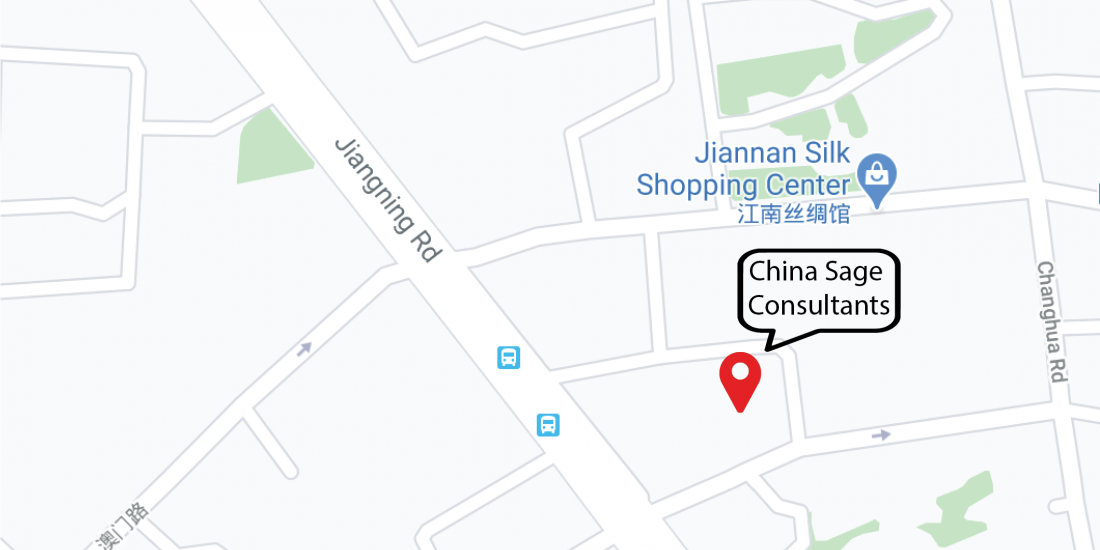 Jiangning Rd
Jiannan Silk
Shopping Center
江南丝绸馆
China Sage
Consultants
Changhua Rd
澳门路